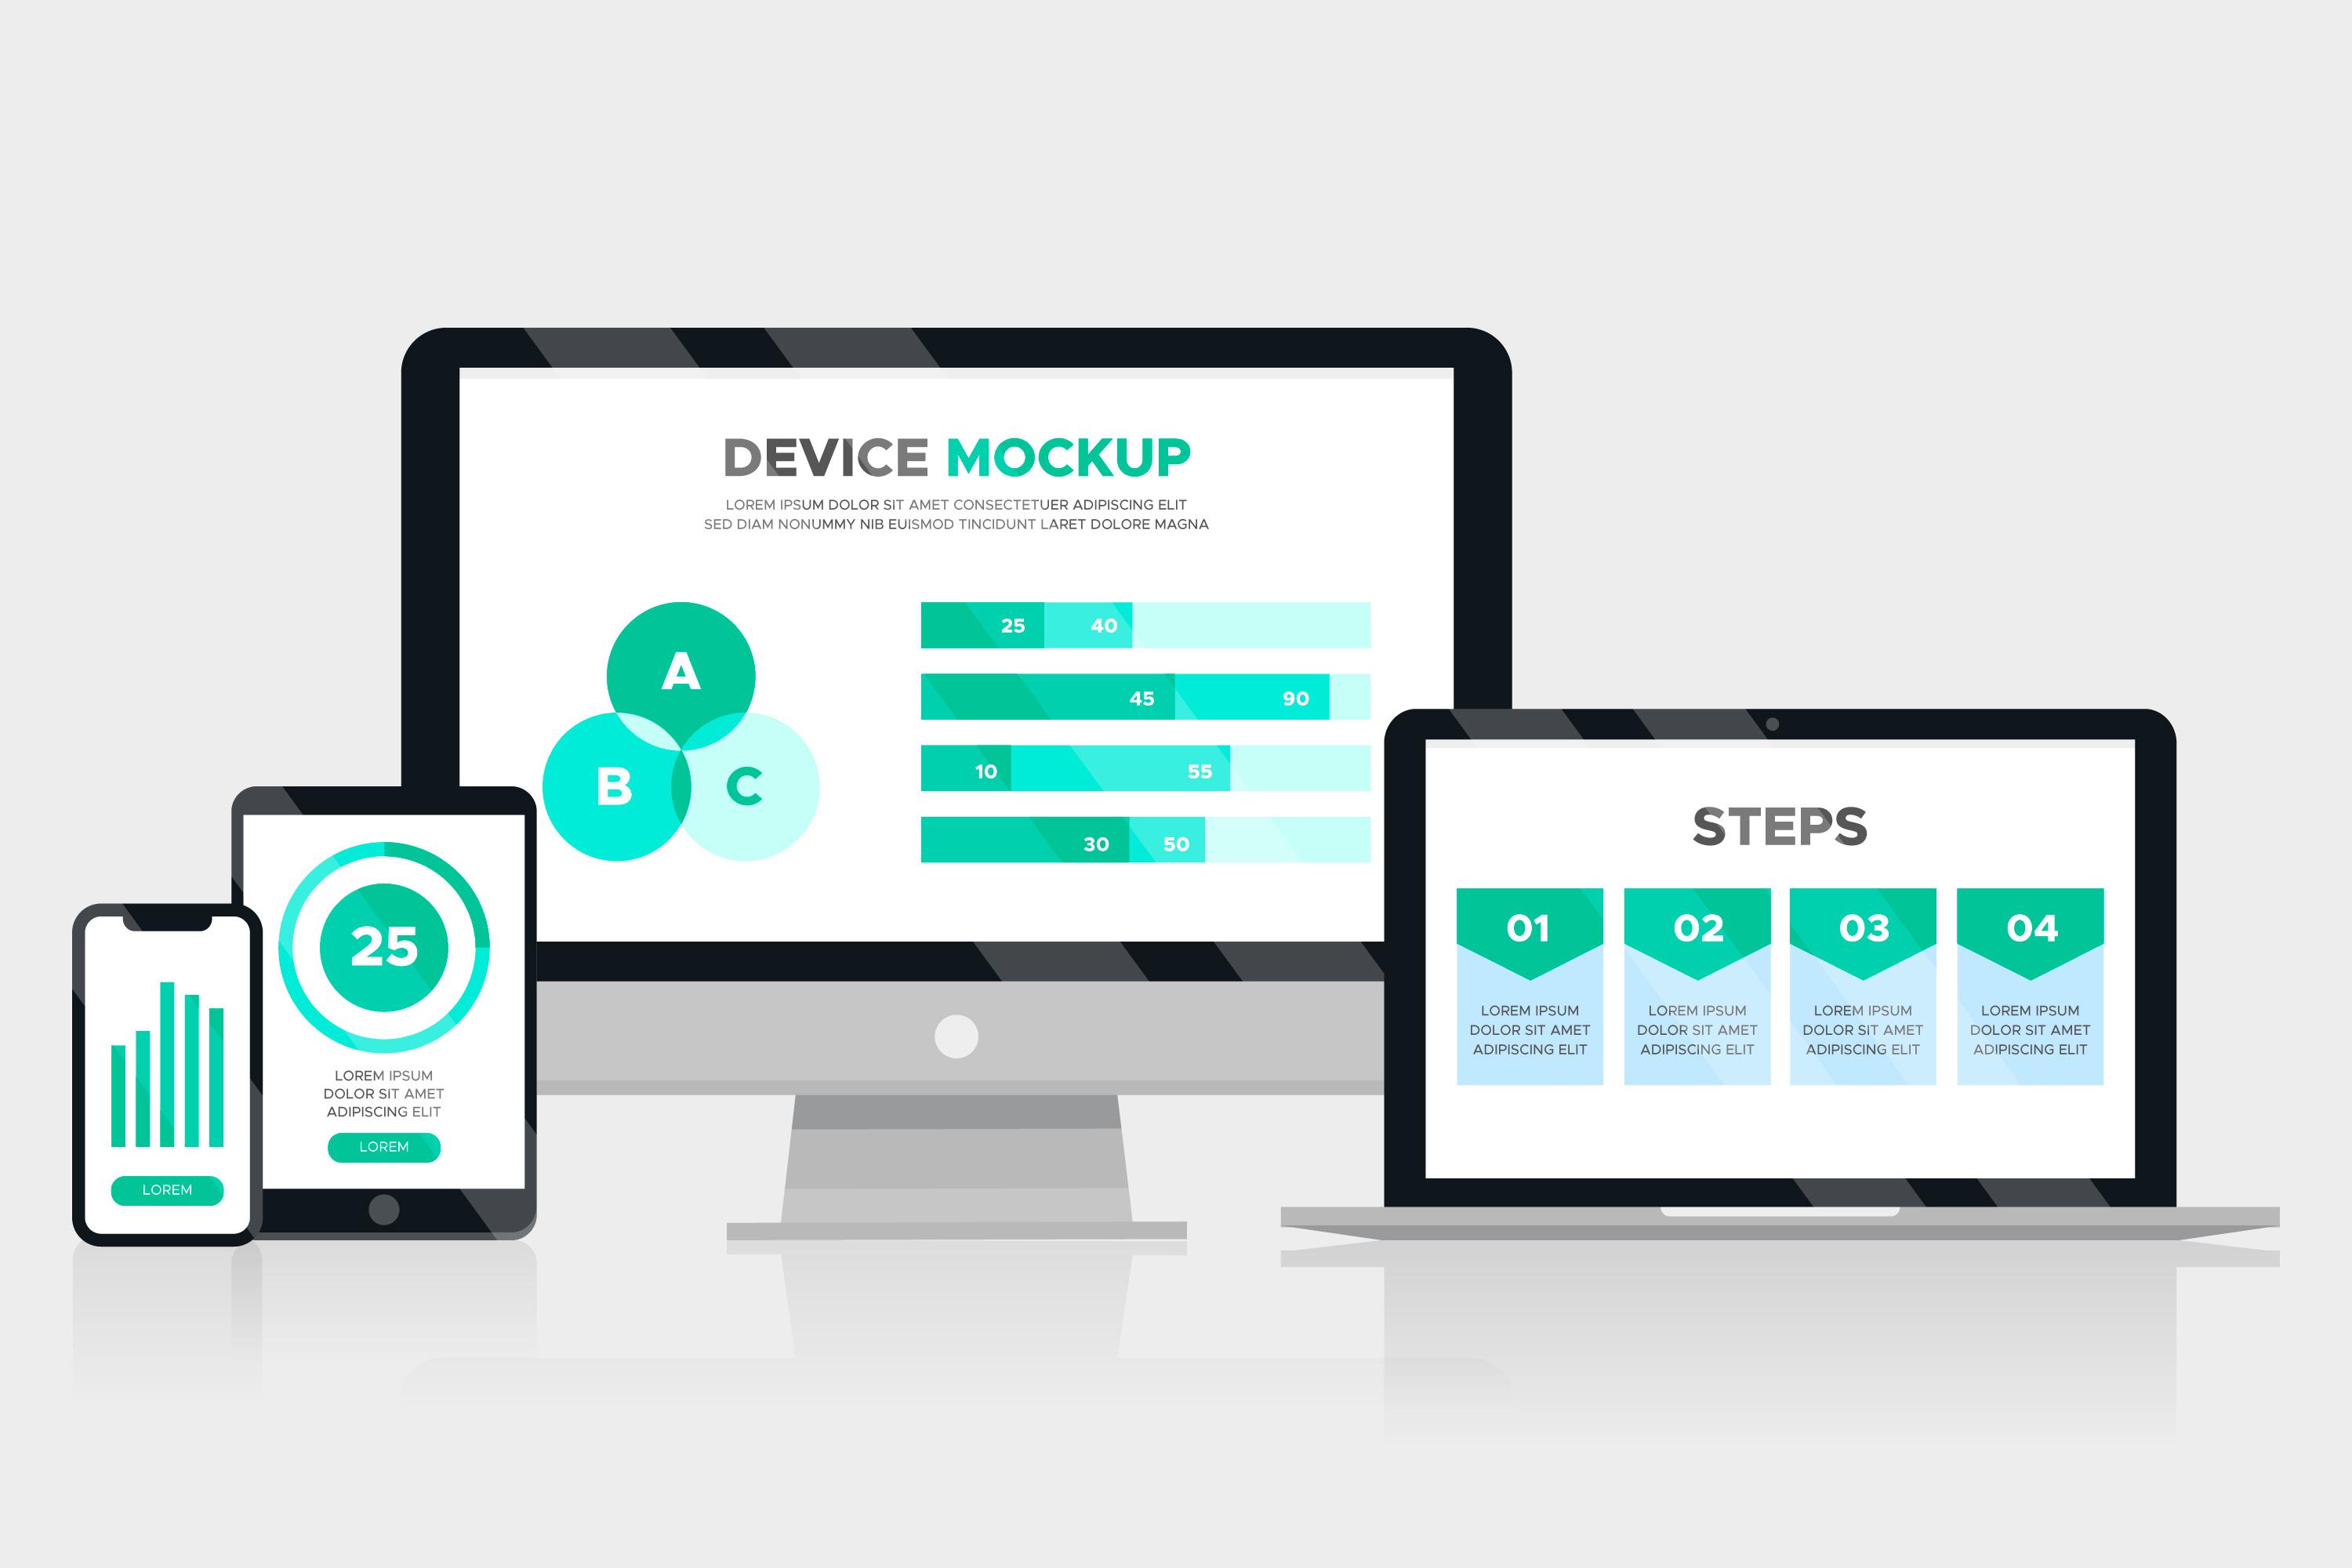 DEVICE MOCKUP
LOREM IPSUM DOLOR SIT AMET CONSECTETUER ADIPISCING ELIT
SED DIAM NONUMMY NIB EUISMOD TINCIDUNT LARET DOLORE MAGNA
A
B
C
25 40
45 90
10 55
30 50
STEPS
01
LOREM IPSUM
DOLOR SIT AMET
ADIPISCING ELIT
02
LOREM IPSUM
DOLOR SIT AMET
ADIPISCING ELIT
03
LOREM IPSUM
DOLOR SIT AMET
ADIPISCING ELIT
04
LOREM IPSUM
DOLOR SIT AMET
ADIPISCING ELIT
25
LOREM IPSUM
DOLOR SIT AMET
ADIPISCING ELIT
LOREM
LOREM